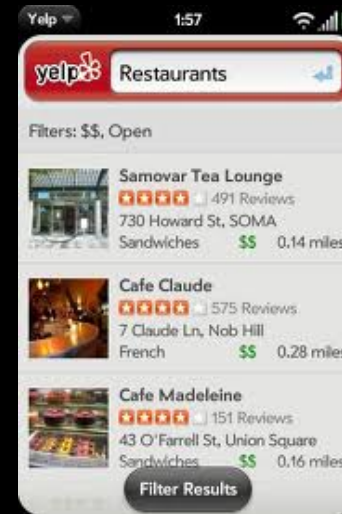 Yelp
1:57
yelp
Restaurants
Filters: $$, Open
Samovar Tea Lounge
491 Reviews
730 Howard St, SOMA
Sandwiches $$ 0.14 miles
Cafe Claude
575 Reviews
7 Claude Ln, Nob Hill
French $$ 0.28 miles
Cafe Madeleine
151 Reviews
43 O'Farrell St, Union Square
Sandwiches $$ 0.16 miles
Filter Results